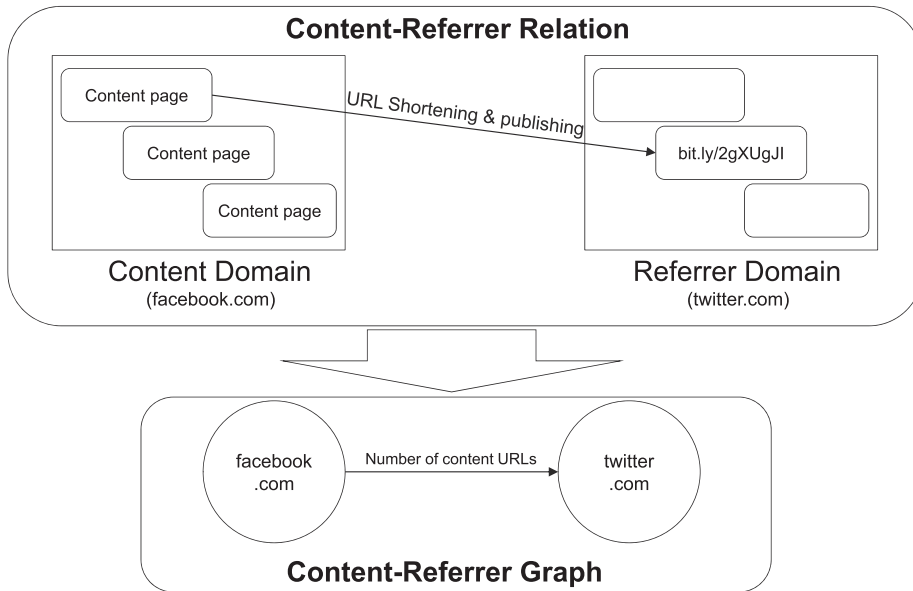 Content-Referrer Relation
Content page
URL Shortening & publishing
Content page
bit.ly/2gXUgJI
Content page
Content Domain
(facebook.com)
Referrer Domain
(twitter.com)
facebook
.com
Number of content URLs
twitter
.com
Content-Referrer Graph